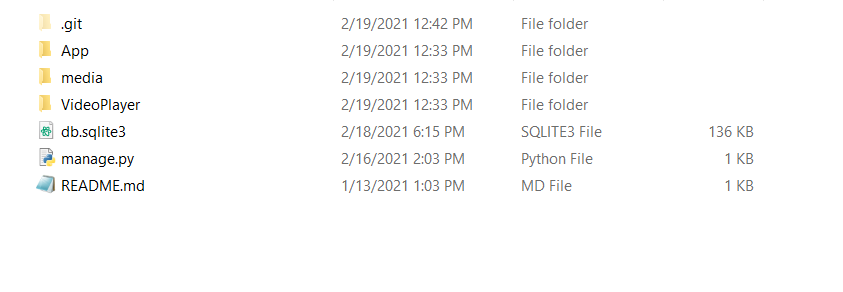 .git 2/19/2021 12:42 PM File folder
App 2/19/2021 12:33 PM File folder
media 2/19/2021 12:33 PM File folder
VideoPlayer 2/19/2021 12:33 PM File folder
db.sqlite3 2/18/2021 6:15 PM SQLITE3 File 136 KB
manage.py 2/16/2021 2:03 PM Python File 1 KB
README.md 1/13/2021 1:03 PM MD File 1 KB